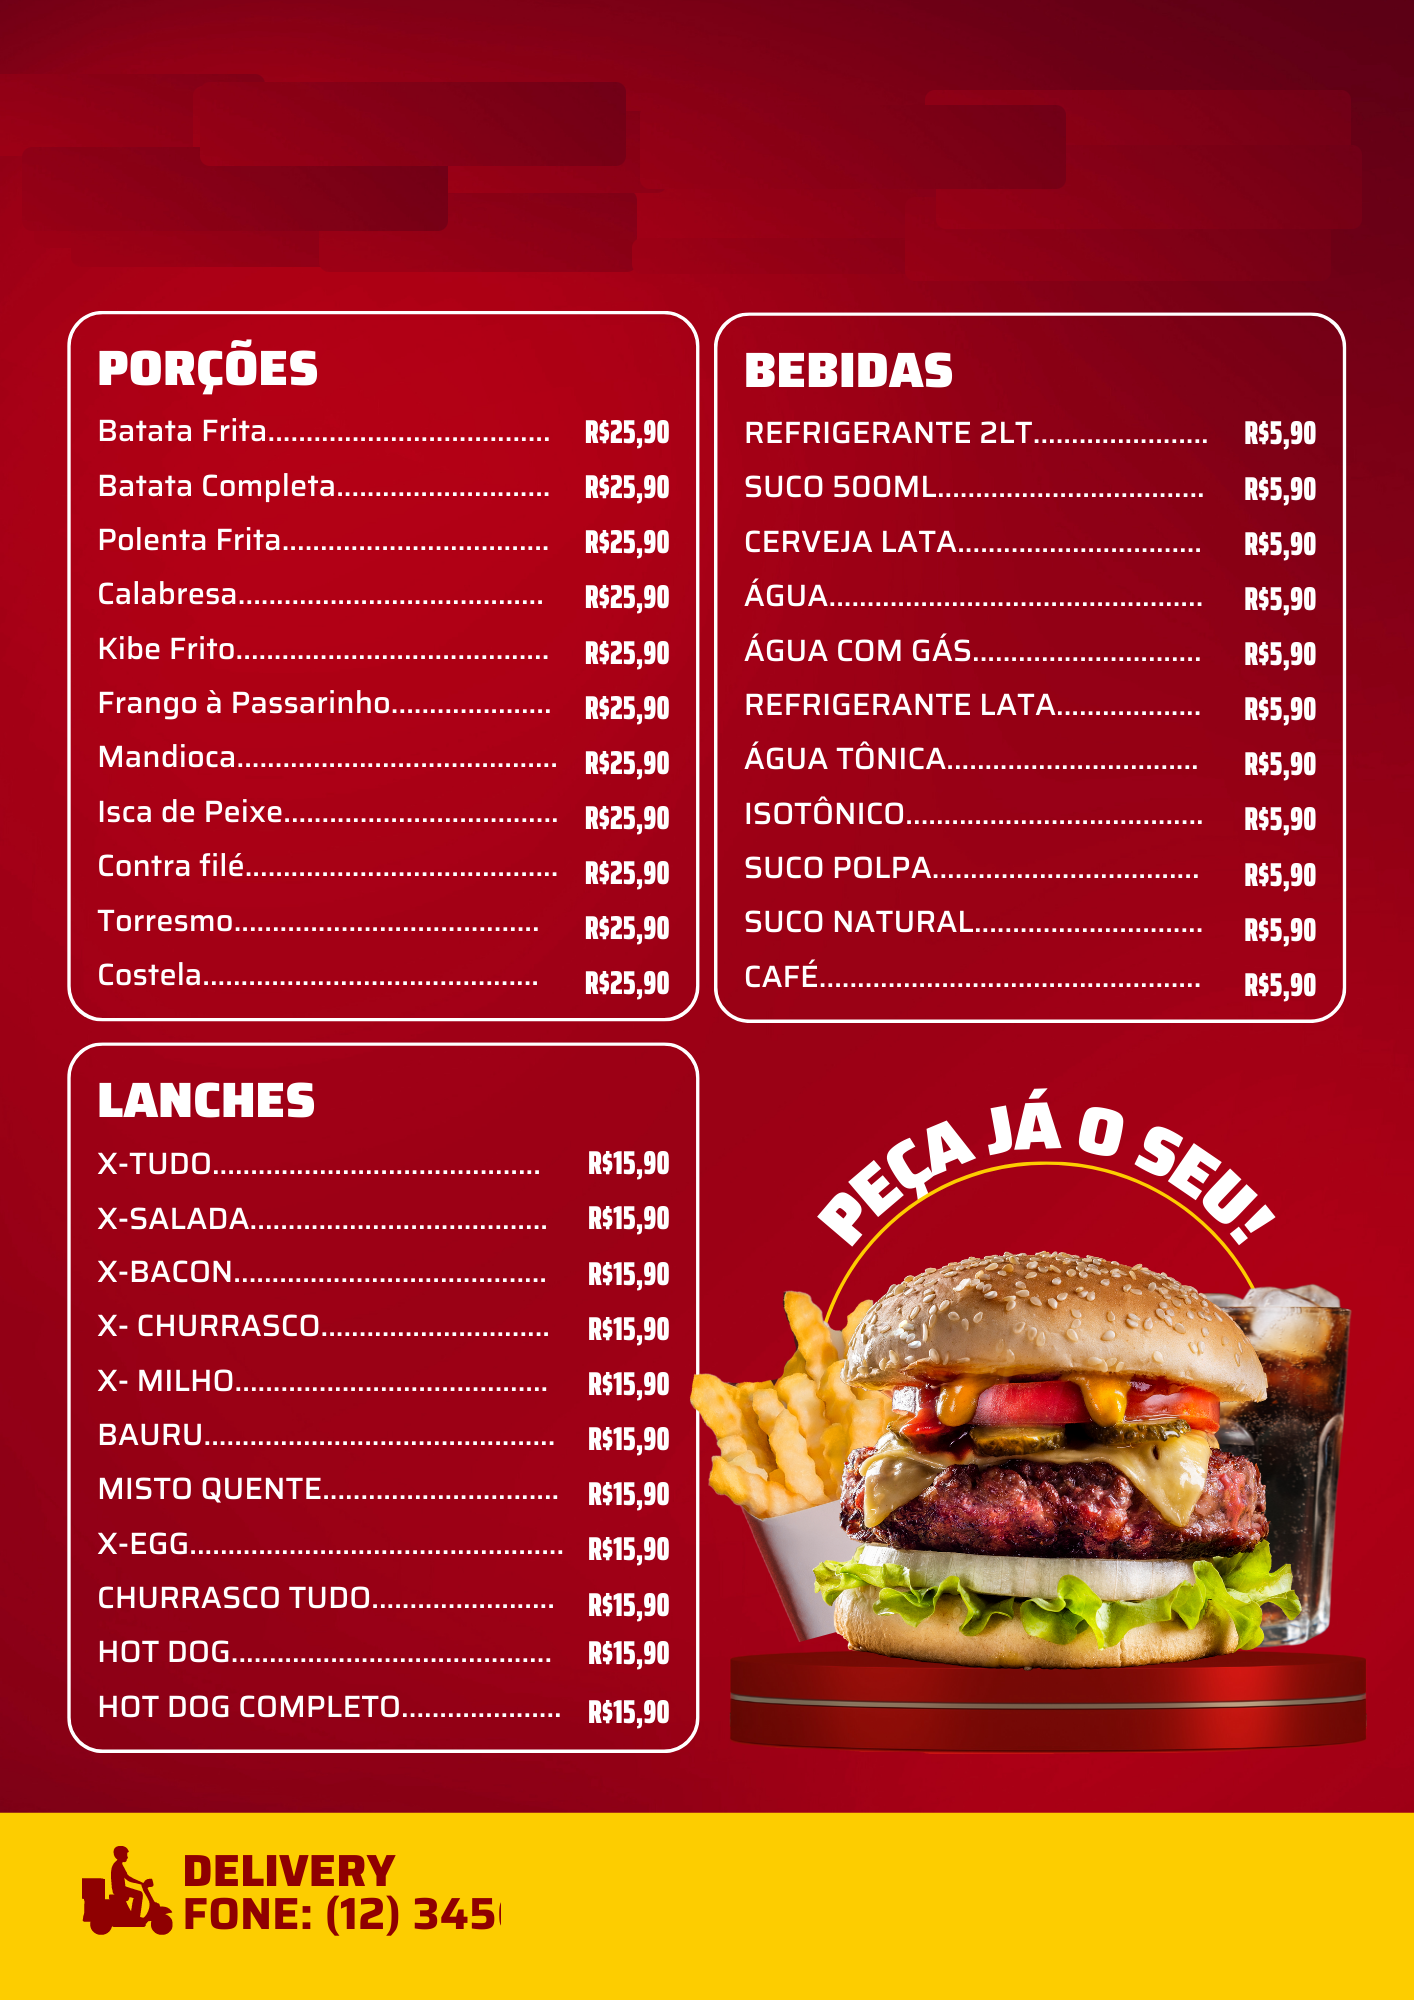 PORÇÕES
Batata Frita..................................... R$25,90
Batata Completa............................ R$25,90
Polenta Frita................................... R$25,90
Calabresa........................................ R$25,90
Kibe Frito......................................... R$25,90
Frango à Passarinho..................... R$25,90
Mandioca.......................................... R$25,90
Isca de Peixe.................................... R$25,90
Contra filé......................................... R$25,90
Torresmo........................................ R$25,90
Costela............................................ R$25,90
BEBIDAS
REFRIGERANTE 2LT....................... R$5,90
SUCO 500ML................................... R$5,90
CERVEJA LATA................................ R$5,90
ÁGUA................................................. R$5,90
ÁGUA COM GÁS.............................. R$5,90
REFRIGERANTE LATA................... R$5,90
ÁGUA TÔNICA................................. R$5,90
ISOTÔNICO....................................... R$5,90
SUCO POLPA................................... R$5,90
SUCO NATURAL.............................. R$5,90
CAFÉ.................................................. R$5,90
LANCHES
X-TUDO........................................... R$15,90
X-SALADA....................................... R$15,90
X-BACON......................................... R$15,90
X- CHURRASCO.............................. R$15,90
X- MILHO......................................... R$15,90
BAURU.............................................. R$15,90
MISTO QUENTE............................... R$15,90
X-EGG................................................. R$15,90
CHURRASCO TUDO........................ R$15,90
HOT DOG.......................................... R$15,90
HOT DOG COMPLETO..................... R$15,90
PEÇA JÁ O SEU!
DELIVERY
FONE: (12) 345